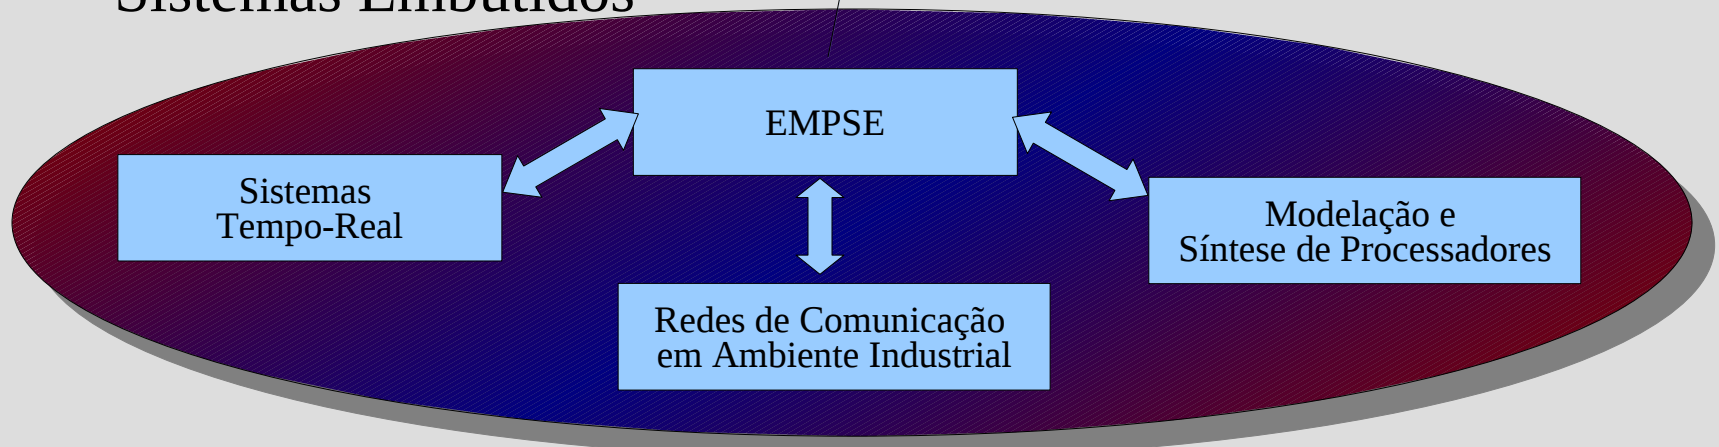 Sistemas Embutidos
EMPSE
Sistemas
Tempo-Real
Modelação e
Síntese de Processadores
Redes de Comunicação
em Ambiente Industrial